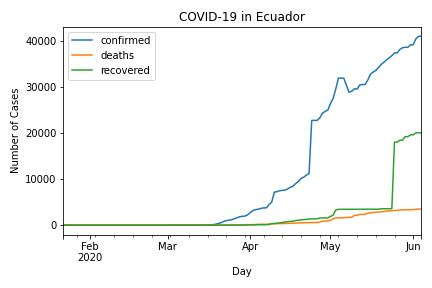 COVID-19 in Ecuador
confirmed
deaths
recovered
Number of Cases
40000
30000
20000
10000
0
Feb
2020
Mar
Apr
May
Jun
Day